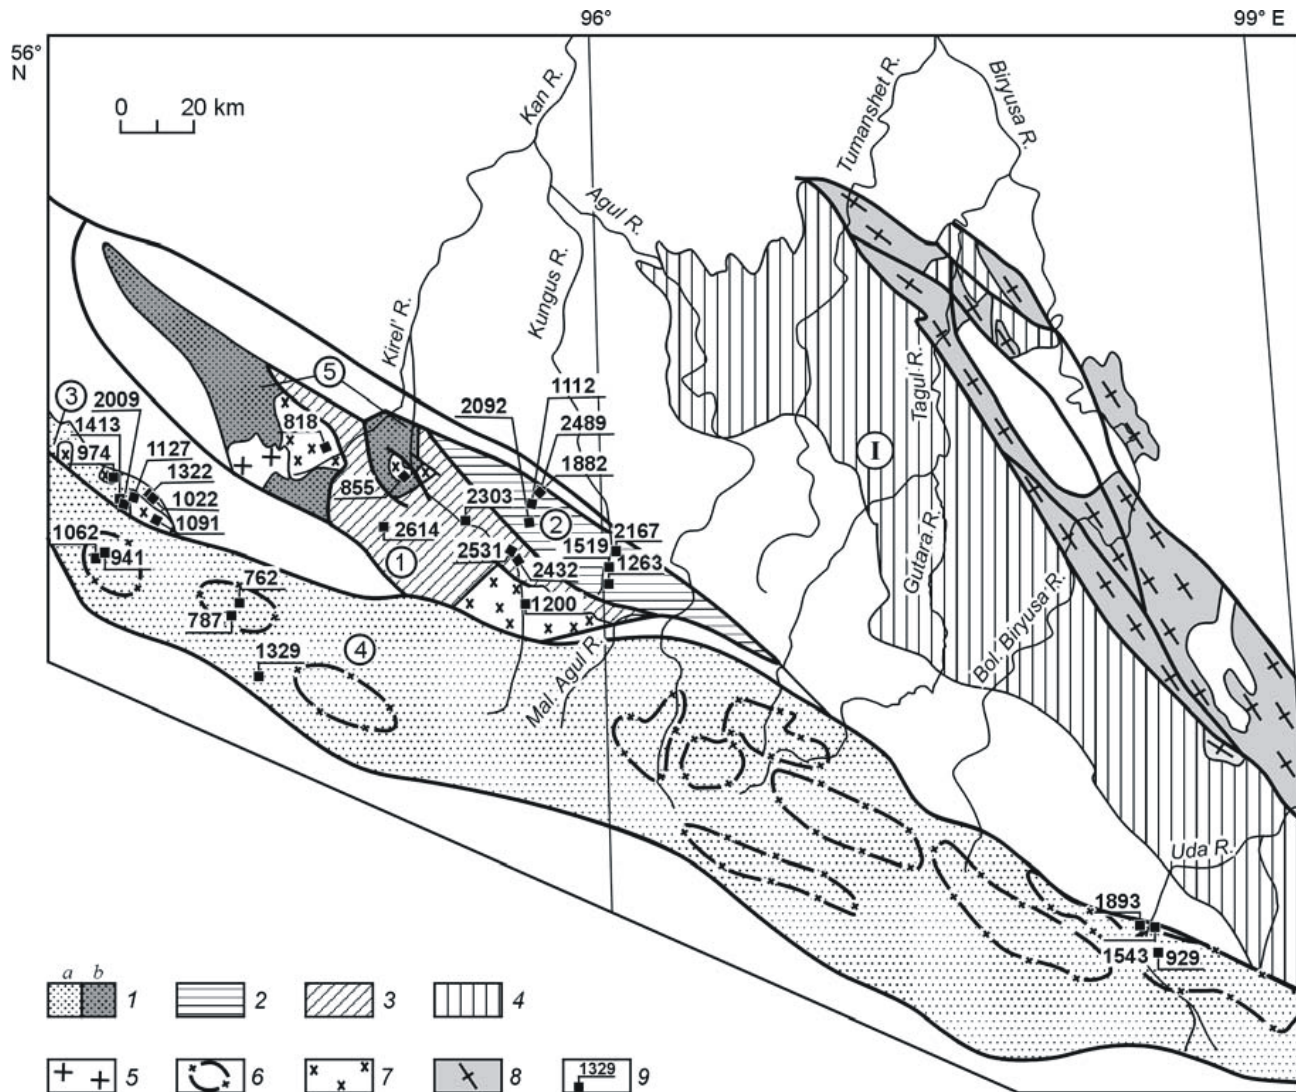 96°
99° E
56°
N
0 20 km
Kan R.
Tumanshet R.
Biryusa R.
Agul R.
Kungus R.
Kirel' R.
Tagul R.
5
3
2009
1413
974
1127
1322
1022
1091
818
855
2092
1112
2489
1882
I
2303
2
2614
1
2531
2432
1519
2167
1263
1062
941
762
787
1200
Gutara R.
Bol. Biryusa R.
Mal. Agul R.
1329
4
Uda R.
1893
1543
929
a b
1
2
3
4
5
6
7
8
1329
9